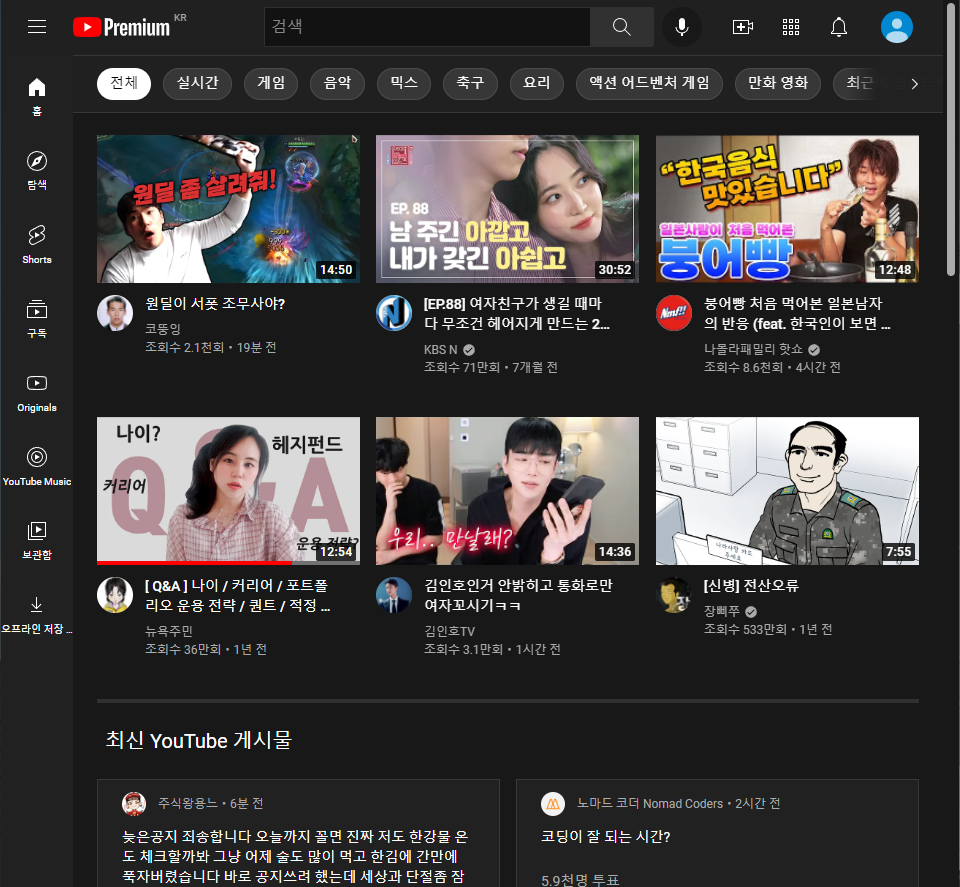 Premium KR
검색
전체 실시간 게임 음악 믹스 축구 요리 액션 어드벤처 게임 만화 영화 최근
홈
탐색
Shorts
구독
Originals
YouTube Music
보관함
오프라인 저장 ...
원딜 좀 살려줘!
14:50
원딜이 서폿 조무사야?
코뚱잉
조회수 2.1천회 • 19분 전
EP. 88
남 주긴 아깝고
내가 갖긴 아쉽고
30:52
[EP.88] 여자친구가 생길 때마
다 무조건 헤어지게 만드는 2...
KBS N
조회수 71만회 • 7개월 전
“한국음식
맛있습니다”
일본사람이 처음 먹어본
붕어빵
12:48
Nmf!!
붕어빵 처음 먹어본 일본남자
의 반응 (feat. 한국인이 보면 ...
나몰라패밀리 핫쇼
조회수 8.6천회 • 4시간 전
나이?
헤지펀드
Q&A
커리어
운용 전략?
12:54
[ Q&A ] 나이 / 커리어 / 포트폴
리오 운용 전략 / 퀀트 / 적정 ...
뉴욕주민
조회수 36만회 • 1년 전
우리.. 만날래?
14:36
김인호인거 안밝히고 통화로만
여자꼬시기ㅋㅋ
김인호TV
조회수 3.1만회 • 1시간 전
나라사랑 카드
주세요
7:55
[신병] 전산오류
장삐쭈
조회수 533만회 • 1년 전
최신 YouTube 게시물
주식왕용느 • 6분 전
늦은공지 죄송합니다 오늘까지 꼴면 진짜 저도 한강물 온
도 체크할까봐 그냥 어제 술도 많이 먹고 한김에 간만에
푹자버렸습니다 바로 공지쓰려 했는데 세상과 단절좀 잠
노마드 코더 Nomad Coders • 2시간 전
코딩이 잘 되는 시간?
5.9천명 투표